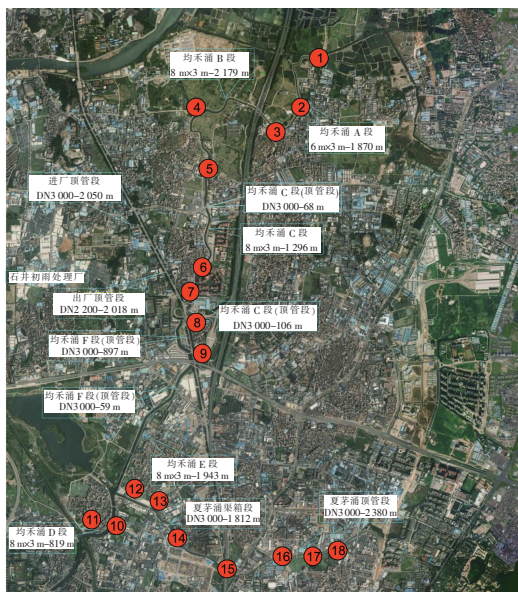 1
均禾涌 B 段
8 m×3 m–2 179 m
4
2
3
均禾涌 A 段
6 m×3 m–1 870 m
5
进厂顶管段
DN3 000–2 050 m
均禾涌 C 段(顶管段)
DN3 000–68 m
均禾涌 C 段
8 m×3 m–1 296 m
6
石井初雨处理厂
7
出厂顶管段
DN2 200–2 018 m
8
均禾涌 C 段(顶管段)
DN3 000–106 m
均禾涌 F 段(顶管段)
DN3 000–897 m
9
均禾涌 F 段(顶管段)
DN3 000–59 m
均禾涌 E 段
8 m×3 m–1 943 m
12
13
夏茅涌渠箱段
DN3 000–1 812 m
夏茅涌顶管段
DN3 000–2 380 m
11
10
均禾涌 D 段
8 m×3 m–819 m
14
15
16
17
18